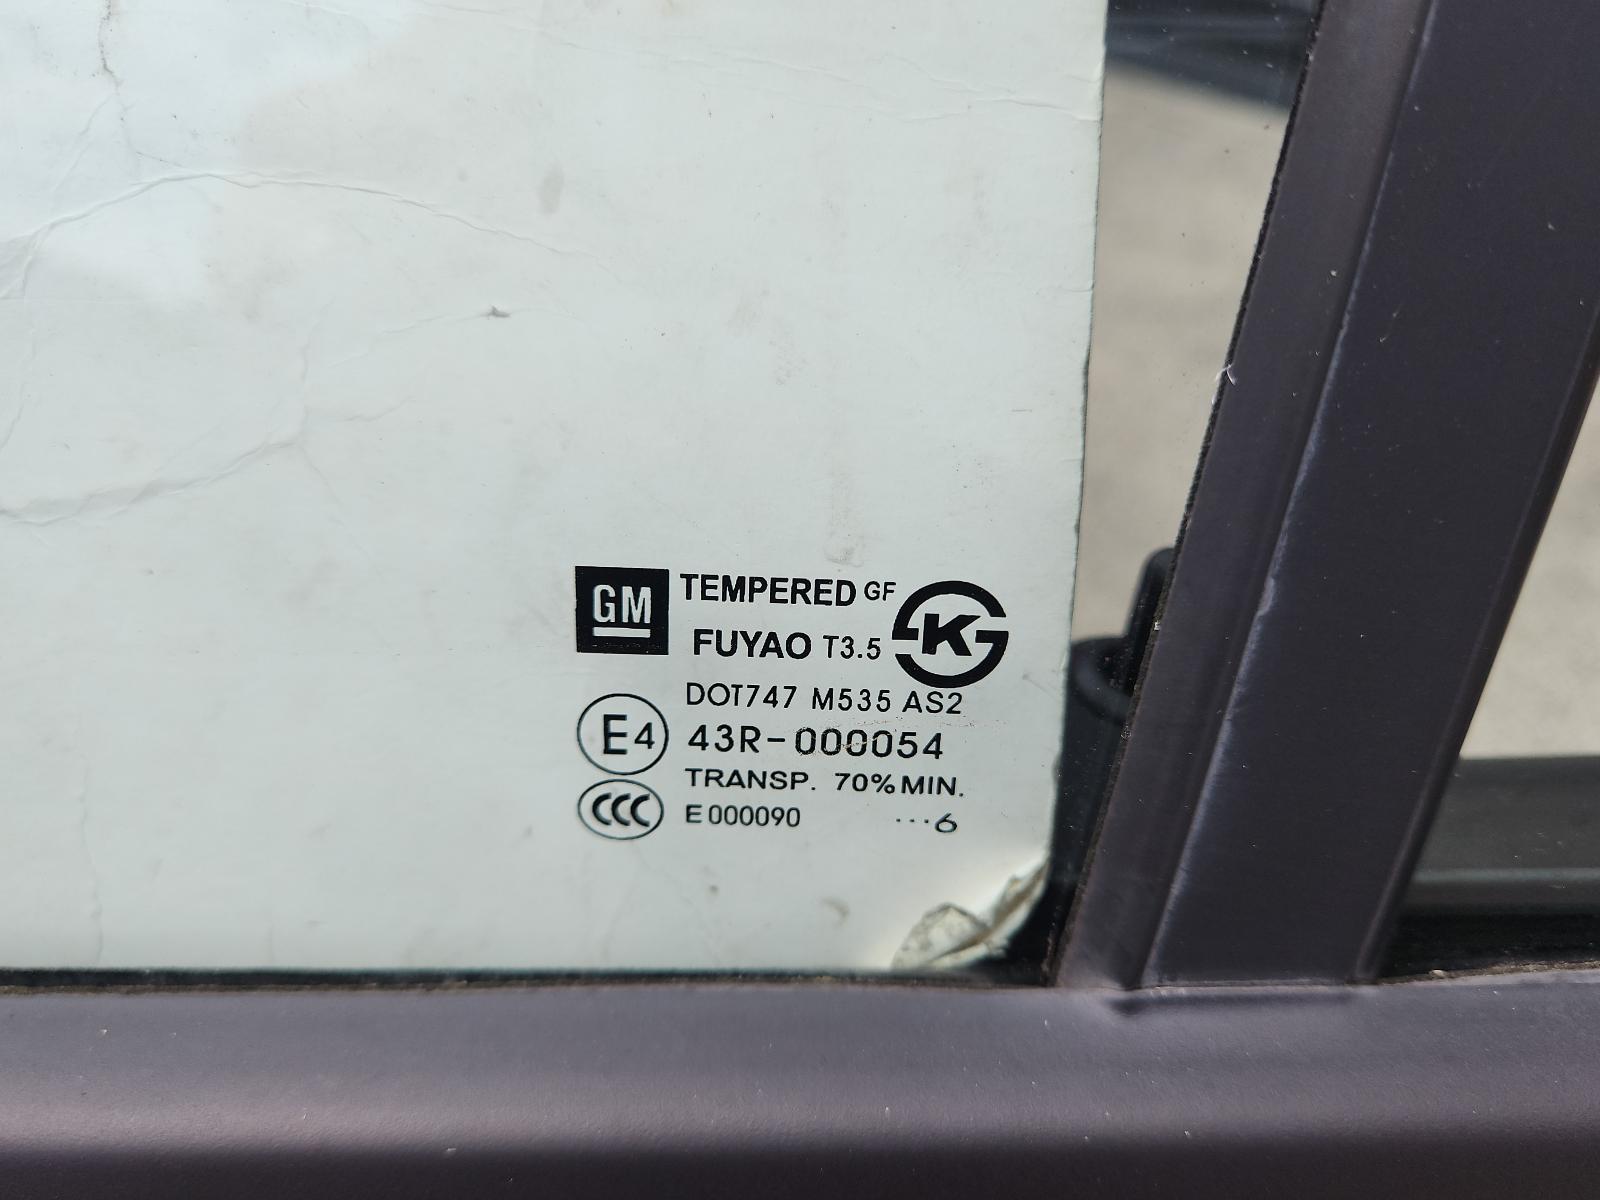 GM TEMPERED GF
FUYAO T3.5 K
DOT747 M535 AS2
E4 43R-000054
TRANSP. 70% MIN.
CCC E000090 ...6